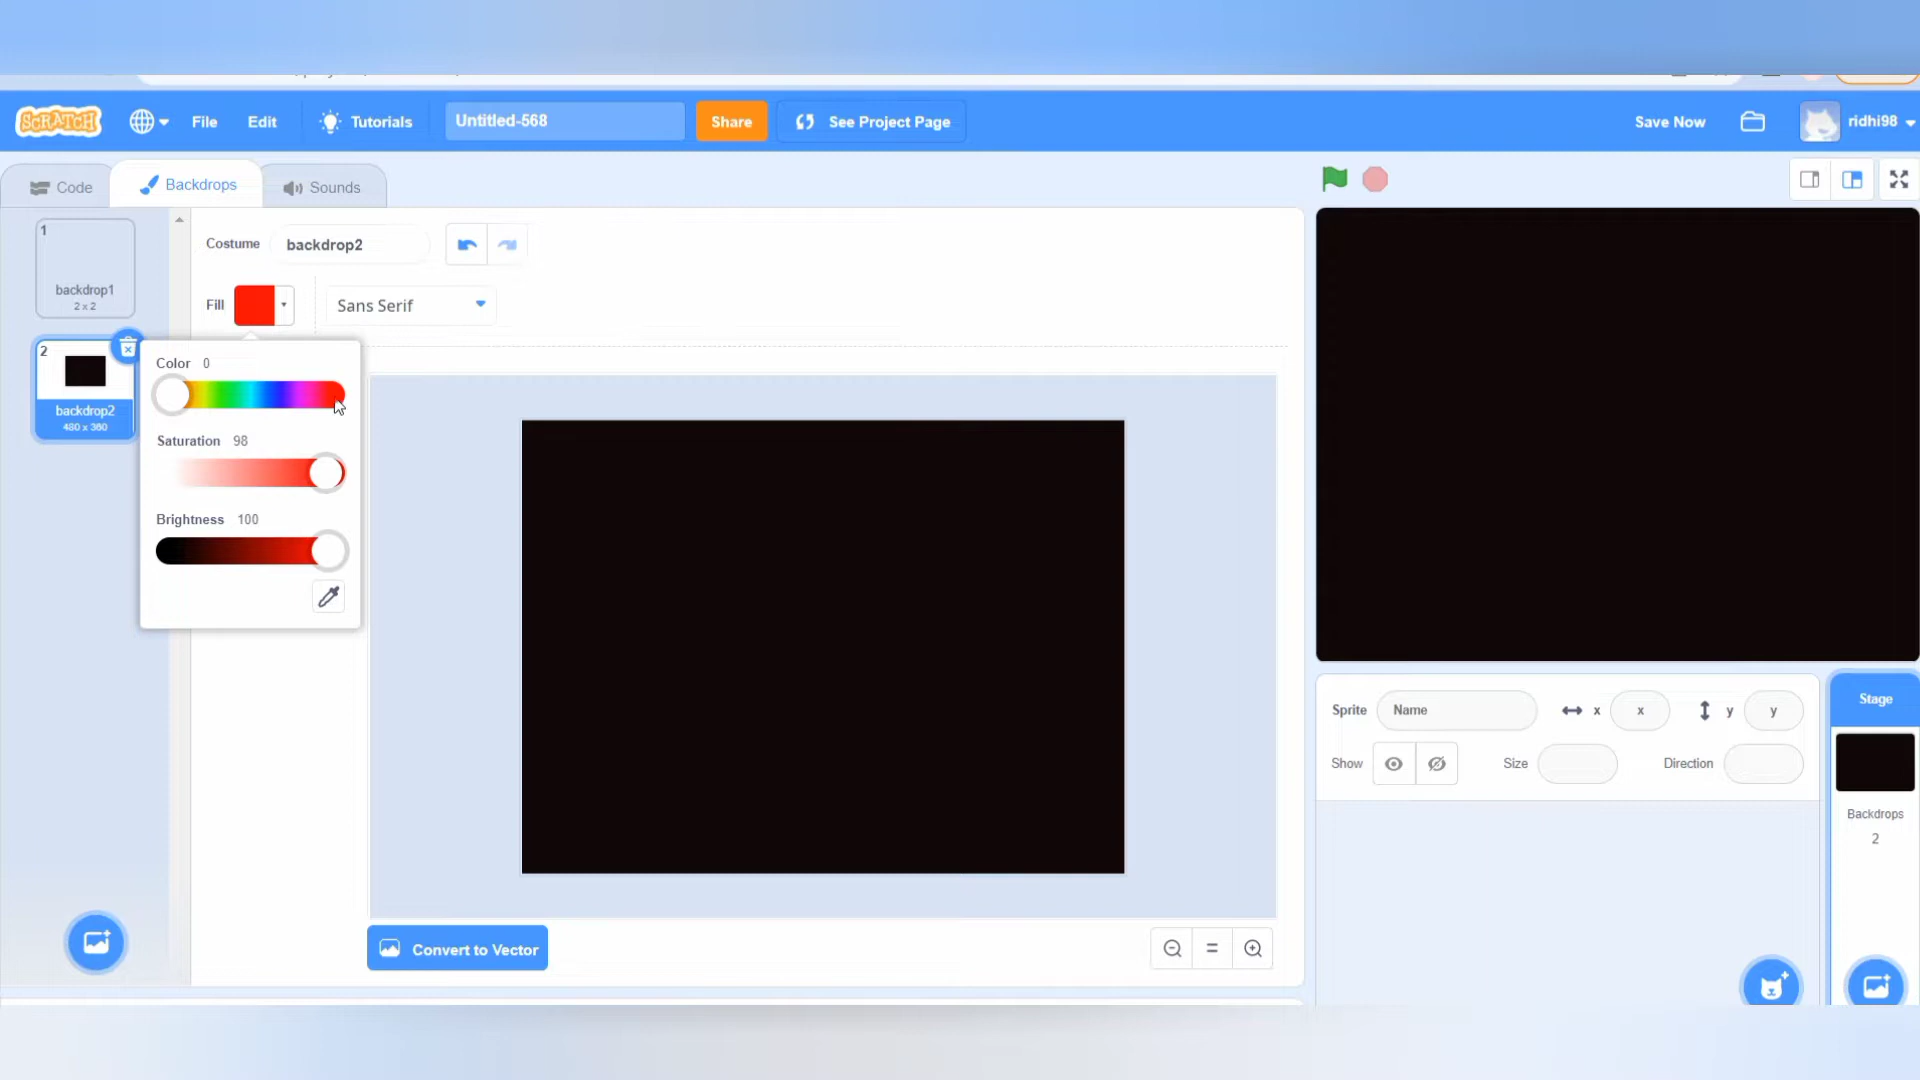 SCRATCH File Edit Tutorials Untitled-568 Share See Project Page Save Now ridhi98
Code Backdrops Sounds
1
backdrop1
2 x 2
2
backdrop2
480 x 360
Costume backdrop2
Fill Sans Serif
Color 0
Saturation 98
Brightness 100
Convert to Vector
Sprite Name x x y y
Show Size Direction
Stage
Backdrops
2